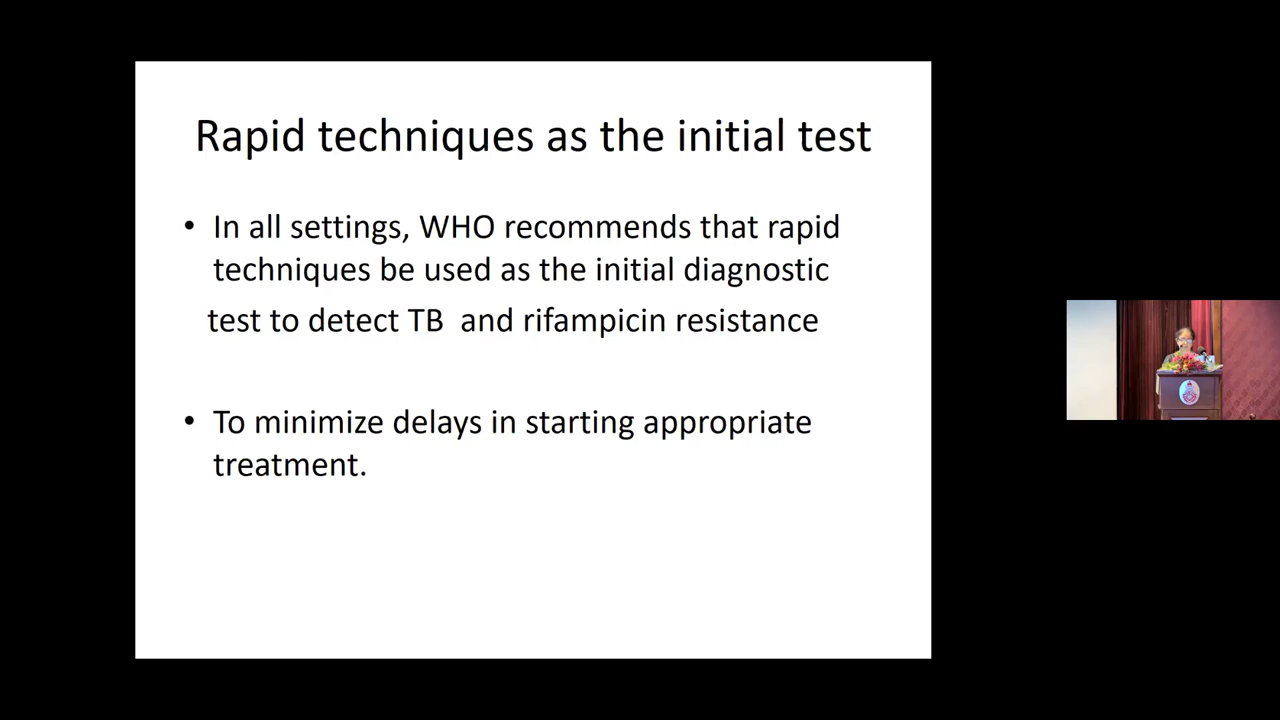 Rapid techniques as the initial test
• In all settings, WHO recommends that rapid
techniques be used as the initial diagnostic
test to detect TB  and rifampicin resistance
• To minimize delays in starting appropriate
treatment.